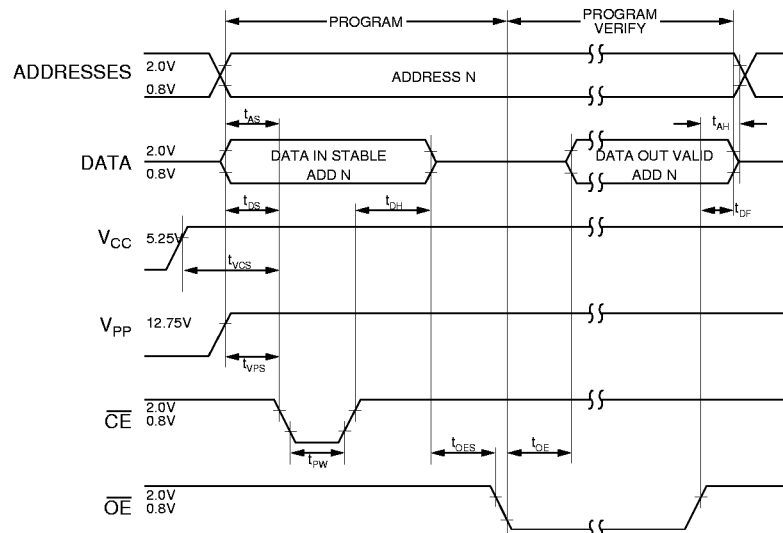 PROGRAM
PROGRAM
VERIFY
ADDRESSES
2.0V
0.8V
ADDRESS N
tAS
tAH
DATA
2.0V
0.8V
DATA IN STABLE
ADD N
DATA OUT VALID
ADD N
tDS
tDH
tDF
VCC
5.25V
tVCS
VPP
12.75V
tVPS
CE
2.0V
0.8V
tPW
tOES
tOE
OE
2.0V
0.8V